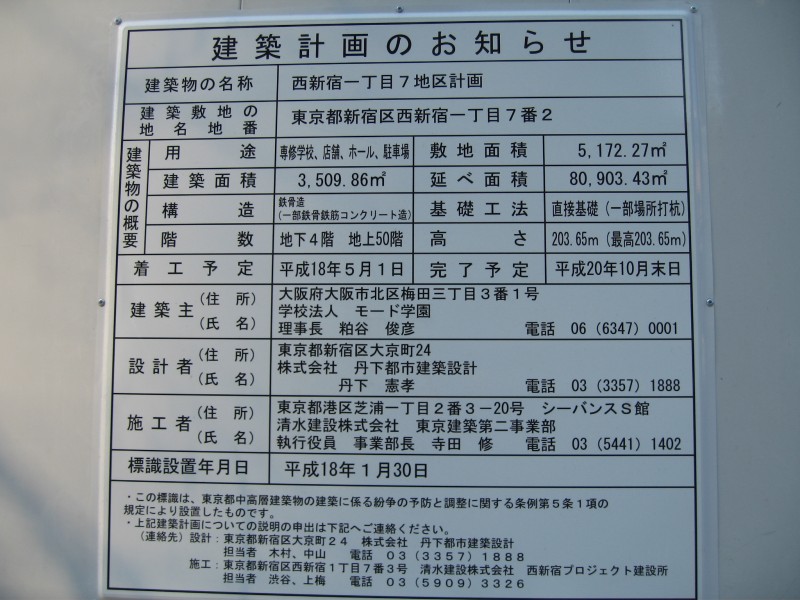 建築計画のお知らせ
建築物の名称 西新宿一丁目7地区計画
建築敷地の
地名地番 東京都新宿区西新宿一丁目7番2
建築物の概要
用途 専修学校、店舗、ホール、駐車場 敷地面積 5,172.27㎡
建築面積 3,509.86㎡ 延べ面積 80,903.43㎡
構造 鉄骨造
(一部鉄骨鉄筋コンクリート造) 基礎工法 直接基礎(一部場所打杭)
階数 地下4階 地上50階 高さ 203.65m(最高203.65m)
着工予定 平成18年5月1日 完了予定 平成20年10月末日
建築主 (住所) 大阪府大阪市北区梅田三丁目3番1号
学校法人 モード学園
(氏名) 理事長 粕谷 俊彦 電話 06(6347)0001
設計者 (住所) 東京都新宿区大京町24
株式会社 丹下都市建築設計
(氏名) 丹下 憲孝 電話 03(3357)1888
施工者 (住所) 東京都港区芝浦一丁目2番3-20号 シーバンスS館
清水建設株式会社 東京建築第二事業部
(氏名) 執行役員 事業部長 寺田 修 電話 03(5441)1402
標識設置年月日 平成18年1月30日
・この標識は、東京都中高層建築物の建築に係る紛争の予防と調整に関する条例第5条1項の
規定により設置したものです。
・上記建築計画についての説明の申出は下記へご連絡ください。
(連絡先)設計:東京都新宿区大京町24 株式会社 丹下都市建築設計
担当者 木村、中山 電話 03(3357)1888
施工:東京都新宿区西新宿1丁目7番3号 清水建設株式会社 西新宿プロジェクト建設所
担当者 渋谷、上梅 電話 03(5909)3326